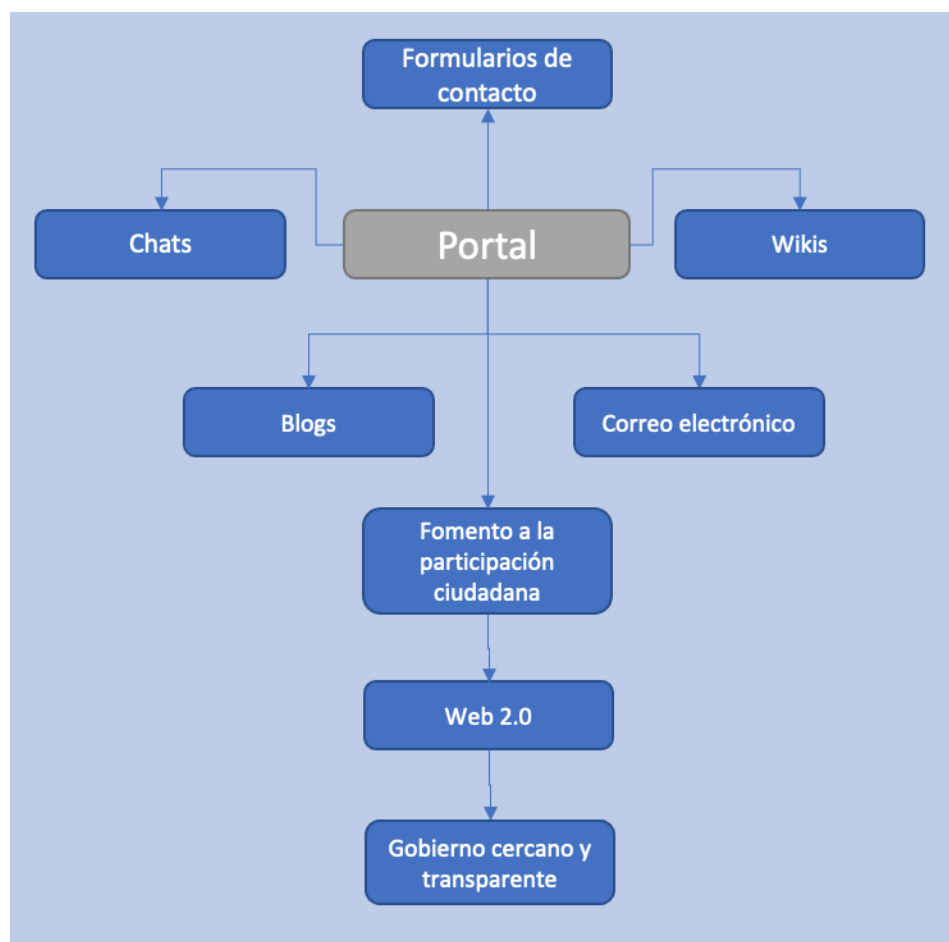 Formularios de
contacto
Chats
Portal
Wikis
Blogs
Correo electrónico
Fomento a la
participación
ciudadana
Web 2.0
Gobierno cercano y
transparente